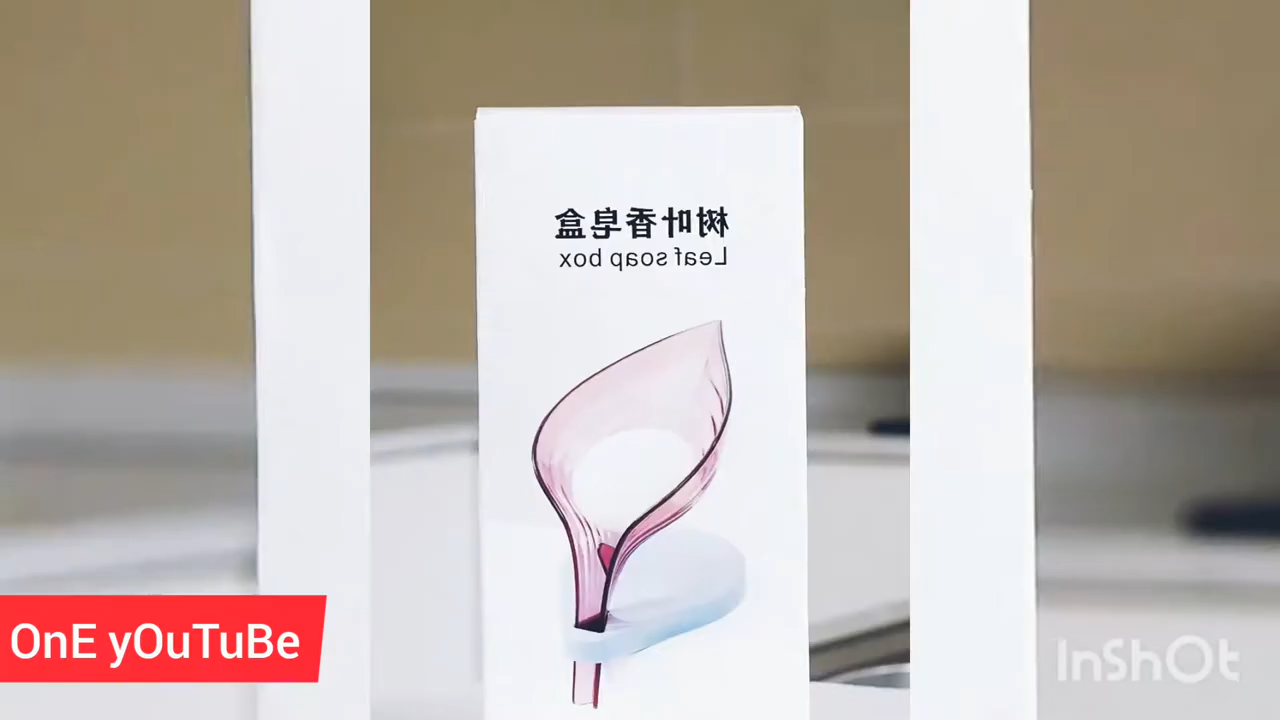 树叶香皂盒
Leaf soap box
OnE yOuTuBe
InShOt